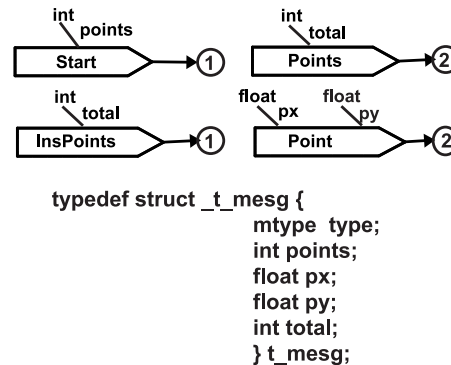 int
points
Start
1
int
total
Points
2
int
total
InsPoints
1
float
px
float
py
Point
2
typedef struct _t_mesg {
mtype type;
int points;
float px;
float py;
int total;
} t_mesg;